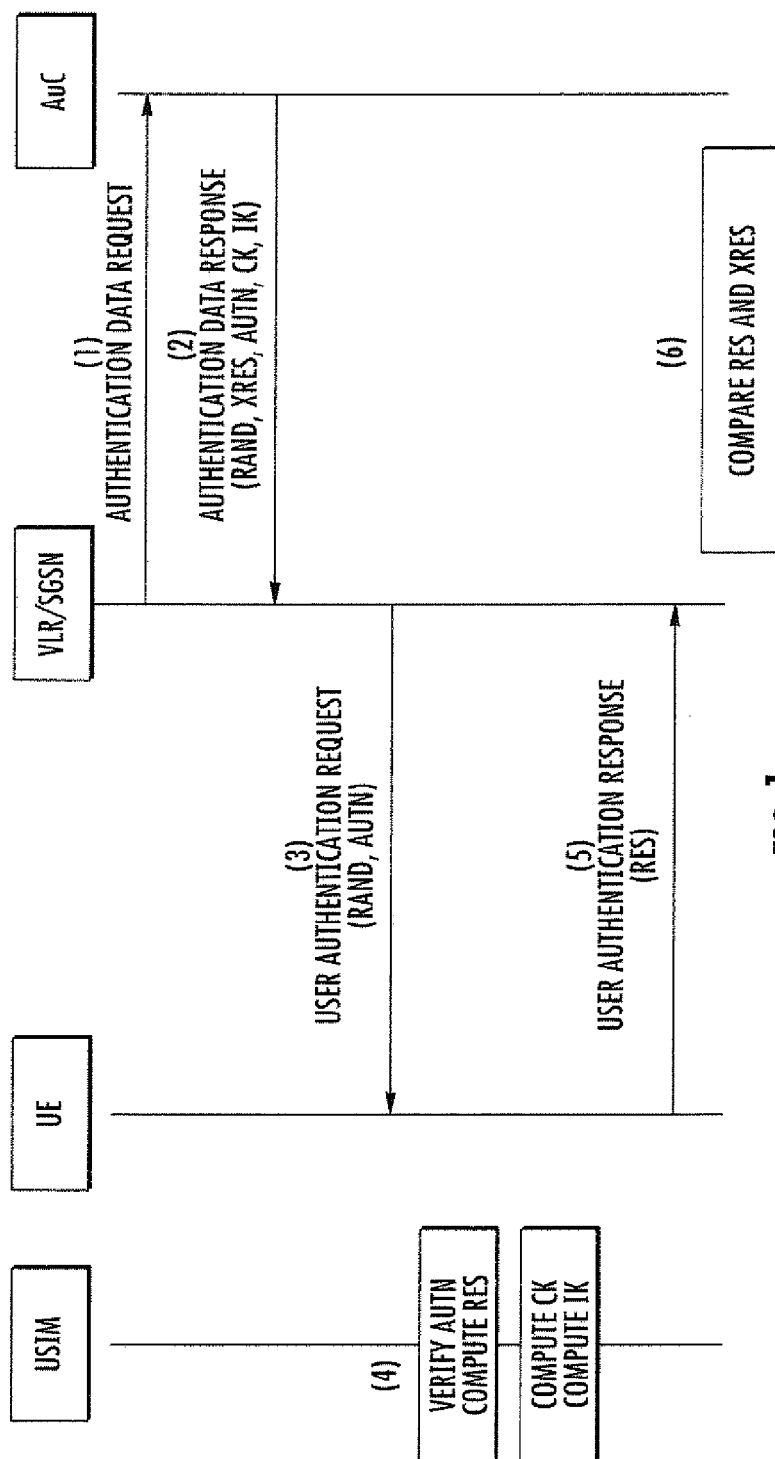 USIM
UE
VLR/SGSN
AuC
(1)
AUTHENTICATION DATA REQUEST
(2)
AUTHENTICATION DATA RESPONSE
(RAND, XRES, AUTN, CK, IK)
(3)
USER AUTHENTICATION REQUEST
(RAND, AUTN)
(4)
VERIFY AUTN
COMPUTE RES
COMPUTE CK
COMPUTE IK
(5)
USER AUTHENTICATION RESPONSE
(RES)
(6)
COMPARE RES AND XRES